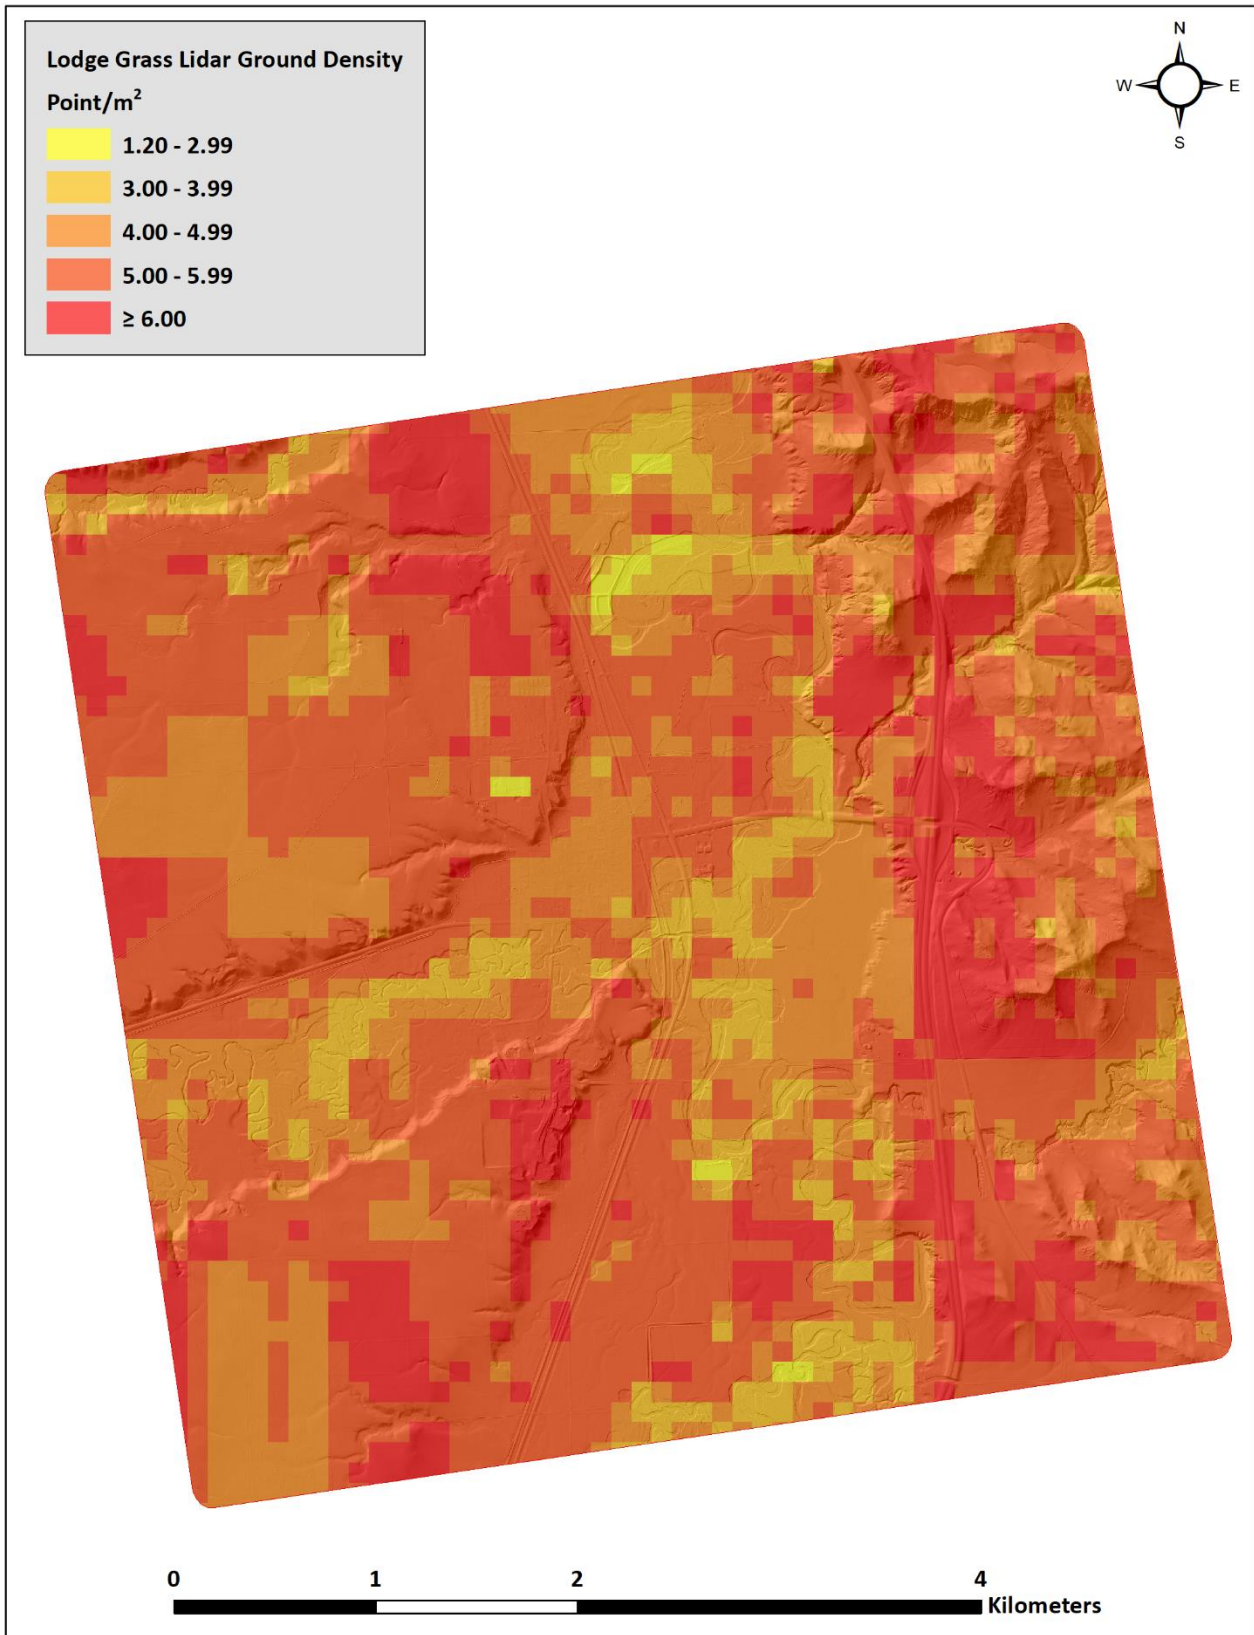 Lodge Grass Lidar Ground Density
Point/m²
1.20 - 2.99
3.00 - 3.99
4.00 - 4.99
5.00 - 5.99
≥ 6.00
N
W E
S
0 1 2 4
Kilometers